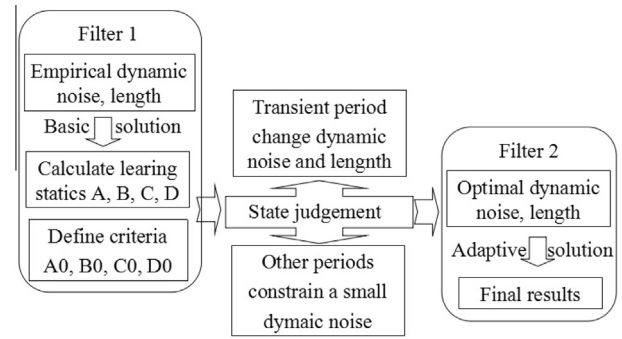 Filter 1
Empirical dynamic
noise, length
Basic solution
Calculate learing
statics A, B, C, D
Define criteria
A0, B0, C0, D0
Transient period
change dynamic
noise and lengnth
State judgement
Other periods
constrain a small
dymaic noise
Filter 2
Optimal dynamic
noise, length
Adaptive solution
Final results